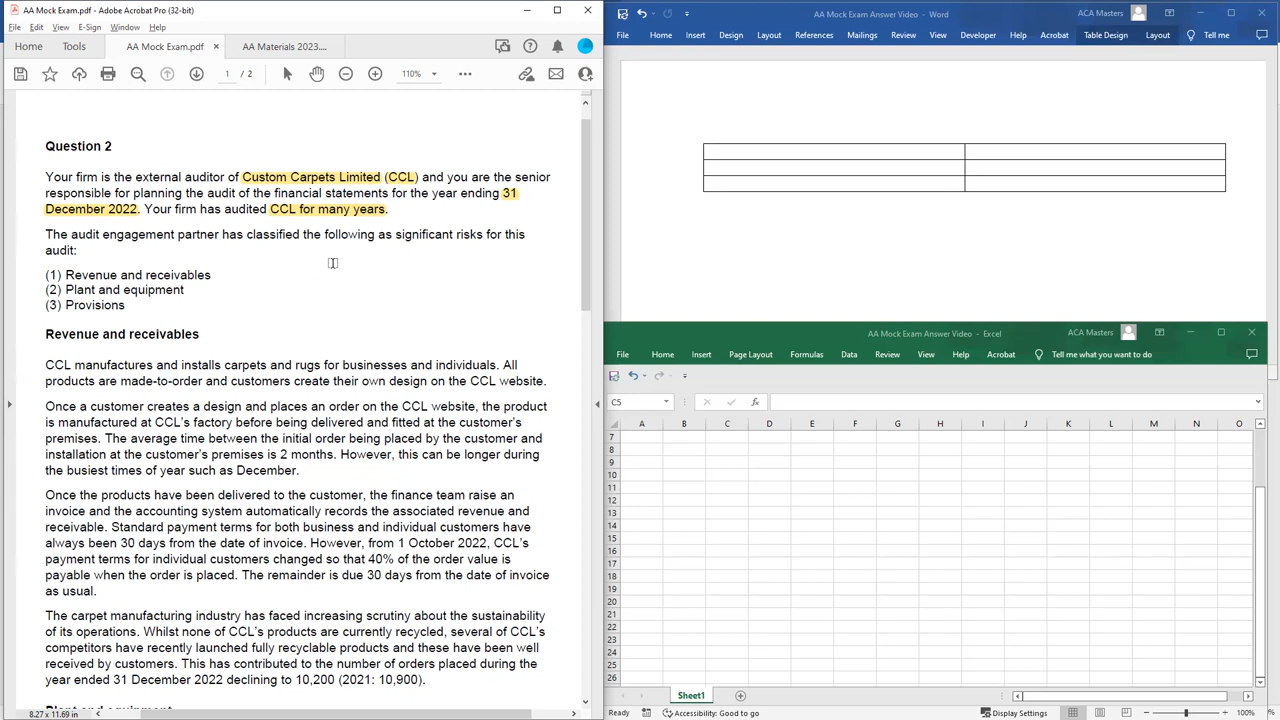 AA Mock Exam.pdf - Adobe Acrobat Pro (32-bit)
File Edit View E-Sign Window Help
Home Tools AA Mock Exam.pdf × AA Materials 2023....
1 / 2 110%
Question 2
Your firm is the external auditor of Custom Carpets Limited (CCL) and you are the senior
responsible for planning the audit of the financial statements for the year ending 31
December 2022. Your firm has audited CCL for many years.
The audit engagement partner has classified the following as significant risks for this
audit:
(1) Revenue and receivables
(2) Plant and equipment
(3) Provisions
Revenue and receivables
CCL manufactures and installs carpets and rugs for businesses and individuals. All
products are made-to-order and customers create their own design on the CCL website.
Once a customer creates a design and places an order on the CCL website, the product
is manufactured at CCL's factory before being delivered and fitted at the customer's
premises. The average time between the initial order being placed by the customer and
installation at the customer's premises is 2 months. However, this can be longer during
the busiest times of year such as December.
Once the products have been delivered to the customer, the finance team raise an
invoice and the accounting system automatically records the associated revenue and
receivable. Standard payment terms for both business and individual customers have
always been 30 days from the date of invoice. However, from 1 October 2022, CCL's
payment terms for individual customers changed so that 40% of the order value is
payable when the order is placed. The remainder is due 30 days from the date of invoice
as usual.
The carpet manufacturing industry has faced increasing scrutiny about the sustainability
of its operations. Whilst none of CCL's products are currently recycled, several of CCL's
competitors have recently launched fully recyclable products and these have been well
received by customers. This has contributed to the number of orders placed during the
year ended 31 December 2022 declining to 10,200 (2021: 10,900).
Plant and equipment
8.27 x 11.69 in
AA Mock Exam Answer Video - Word ACA Masters
File Home Insert Design Layout References Mailings Review View Developer Help Acrobat Table Design Layout Tell me
AA Mock Exam Answer Video - Excel ACA Masters
File Home Insert Page Layout Formulas Data Review View Help Acrobat Tell me what you want to do
C5 fx
A B C D E F G H I J K L M N O
7
8
9
10
11
12
13
14
15
16
17
18
19
20
21
22
23
24
25
26
Sheet1
Ready Accessibility: Good to go Display Settings 100%